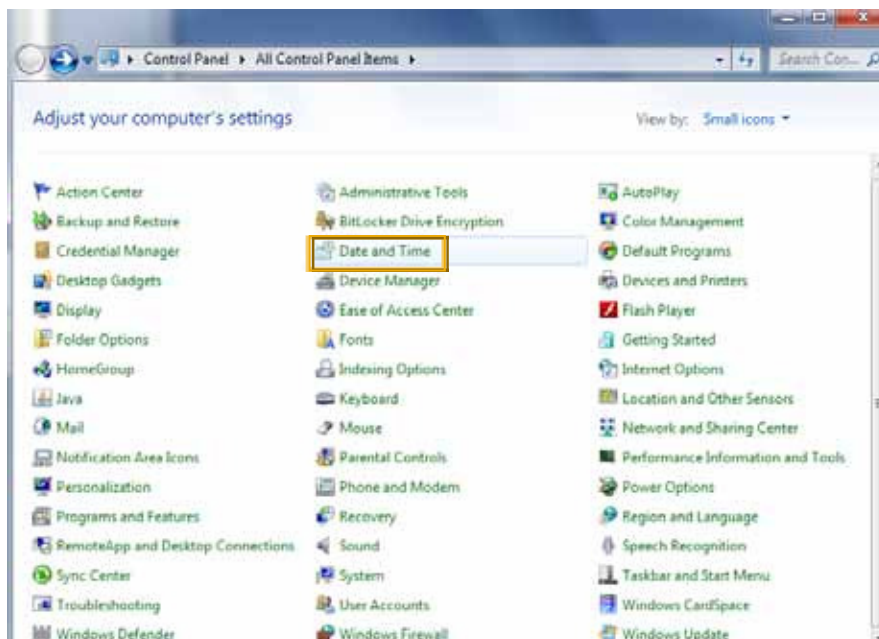 Control Panel All Control Panel Items Search Con...
Adjust your computer's settings View by: Small icons
Action Center Administrative Tools AutoPlay
Backup and Restore BitLocker Drive Encryption Color Management
Credential Manager Date and Time Default Programs
Desktop Gadgets Device Manager Devices and Printers
Display Ease of Access Center Flash Player
Folder Options Fonts Getting Started
HomeGroup Indexing Options Internet Options
Java Keyboard Location and Other Sensors
Mail Mouse Network and Sharing Center
Notification Area Icons Parental Controls Performance Information and Tools
Personalization Phone and Modem Power Options
Programs and Features Recovery Region and Language
RemoteApp and Desktop Connections Sound Speech Recognition
Sync Center System Taskbar and Start Menu
Troubleshooting User Accounts Windows CardSpace
Windows Defender Windows Firewall Windows Update